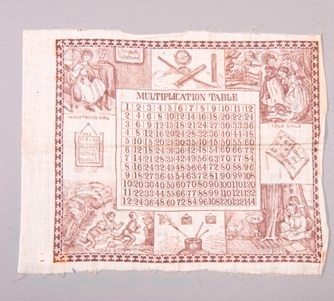 MULTIPLICATION TABLE
1 2 3 4 5 6 7 8 9 10 11 12
2 4 6 8 10 12 14 16 18 20 22 24
3 6 9 12 15 18 21 24 27 30 33 36
4 8 12 16 20 24 28 32 36 40 44 48
5 10 15 20 25 30 35 40 45 50 55 60
6 12 18 24 30 36 42 48 54 60 66 72
7 14 21 28 35 42 49 56 63 70 77 84
8 16 24 32 40 48 56 64 72 80 88 96
9 18 27 36 45 54 63 72 81 90 99 108
10 20 30 40 50 60 70 80 90 100 110 120
11 22 33 44 55 66 77 88 99 110 121 132
12 24 36 48 60 72 84 96 108 120 132 144
INDUSTRIOUS GIRL
IDLE GIRLS